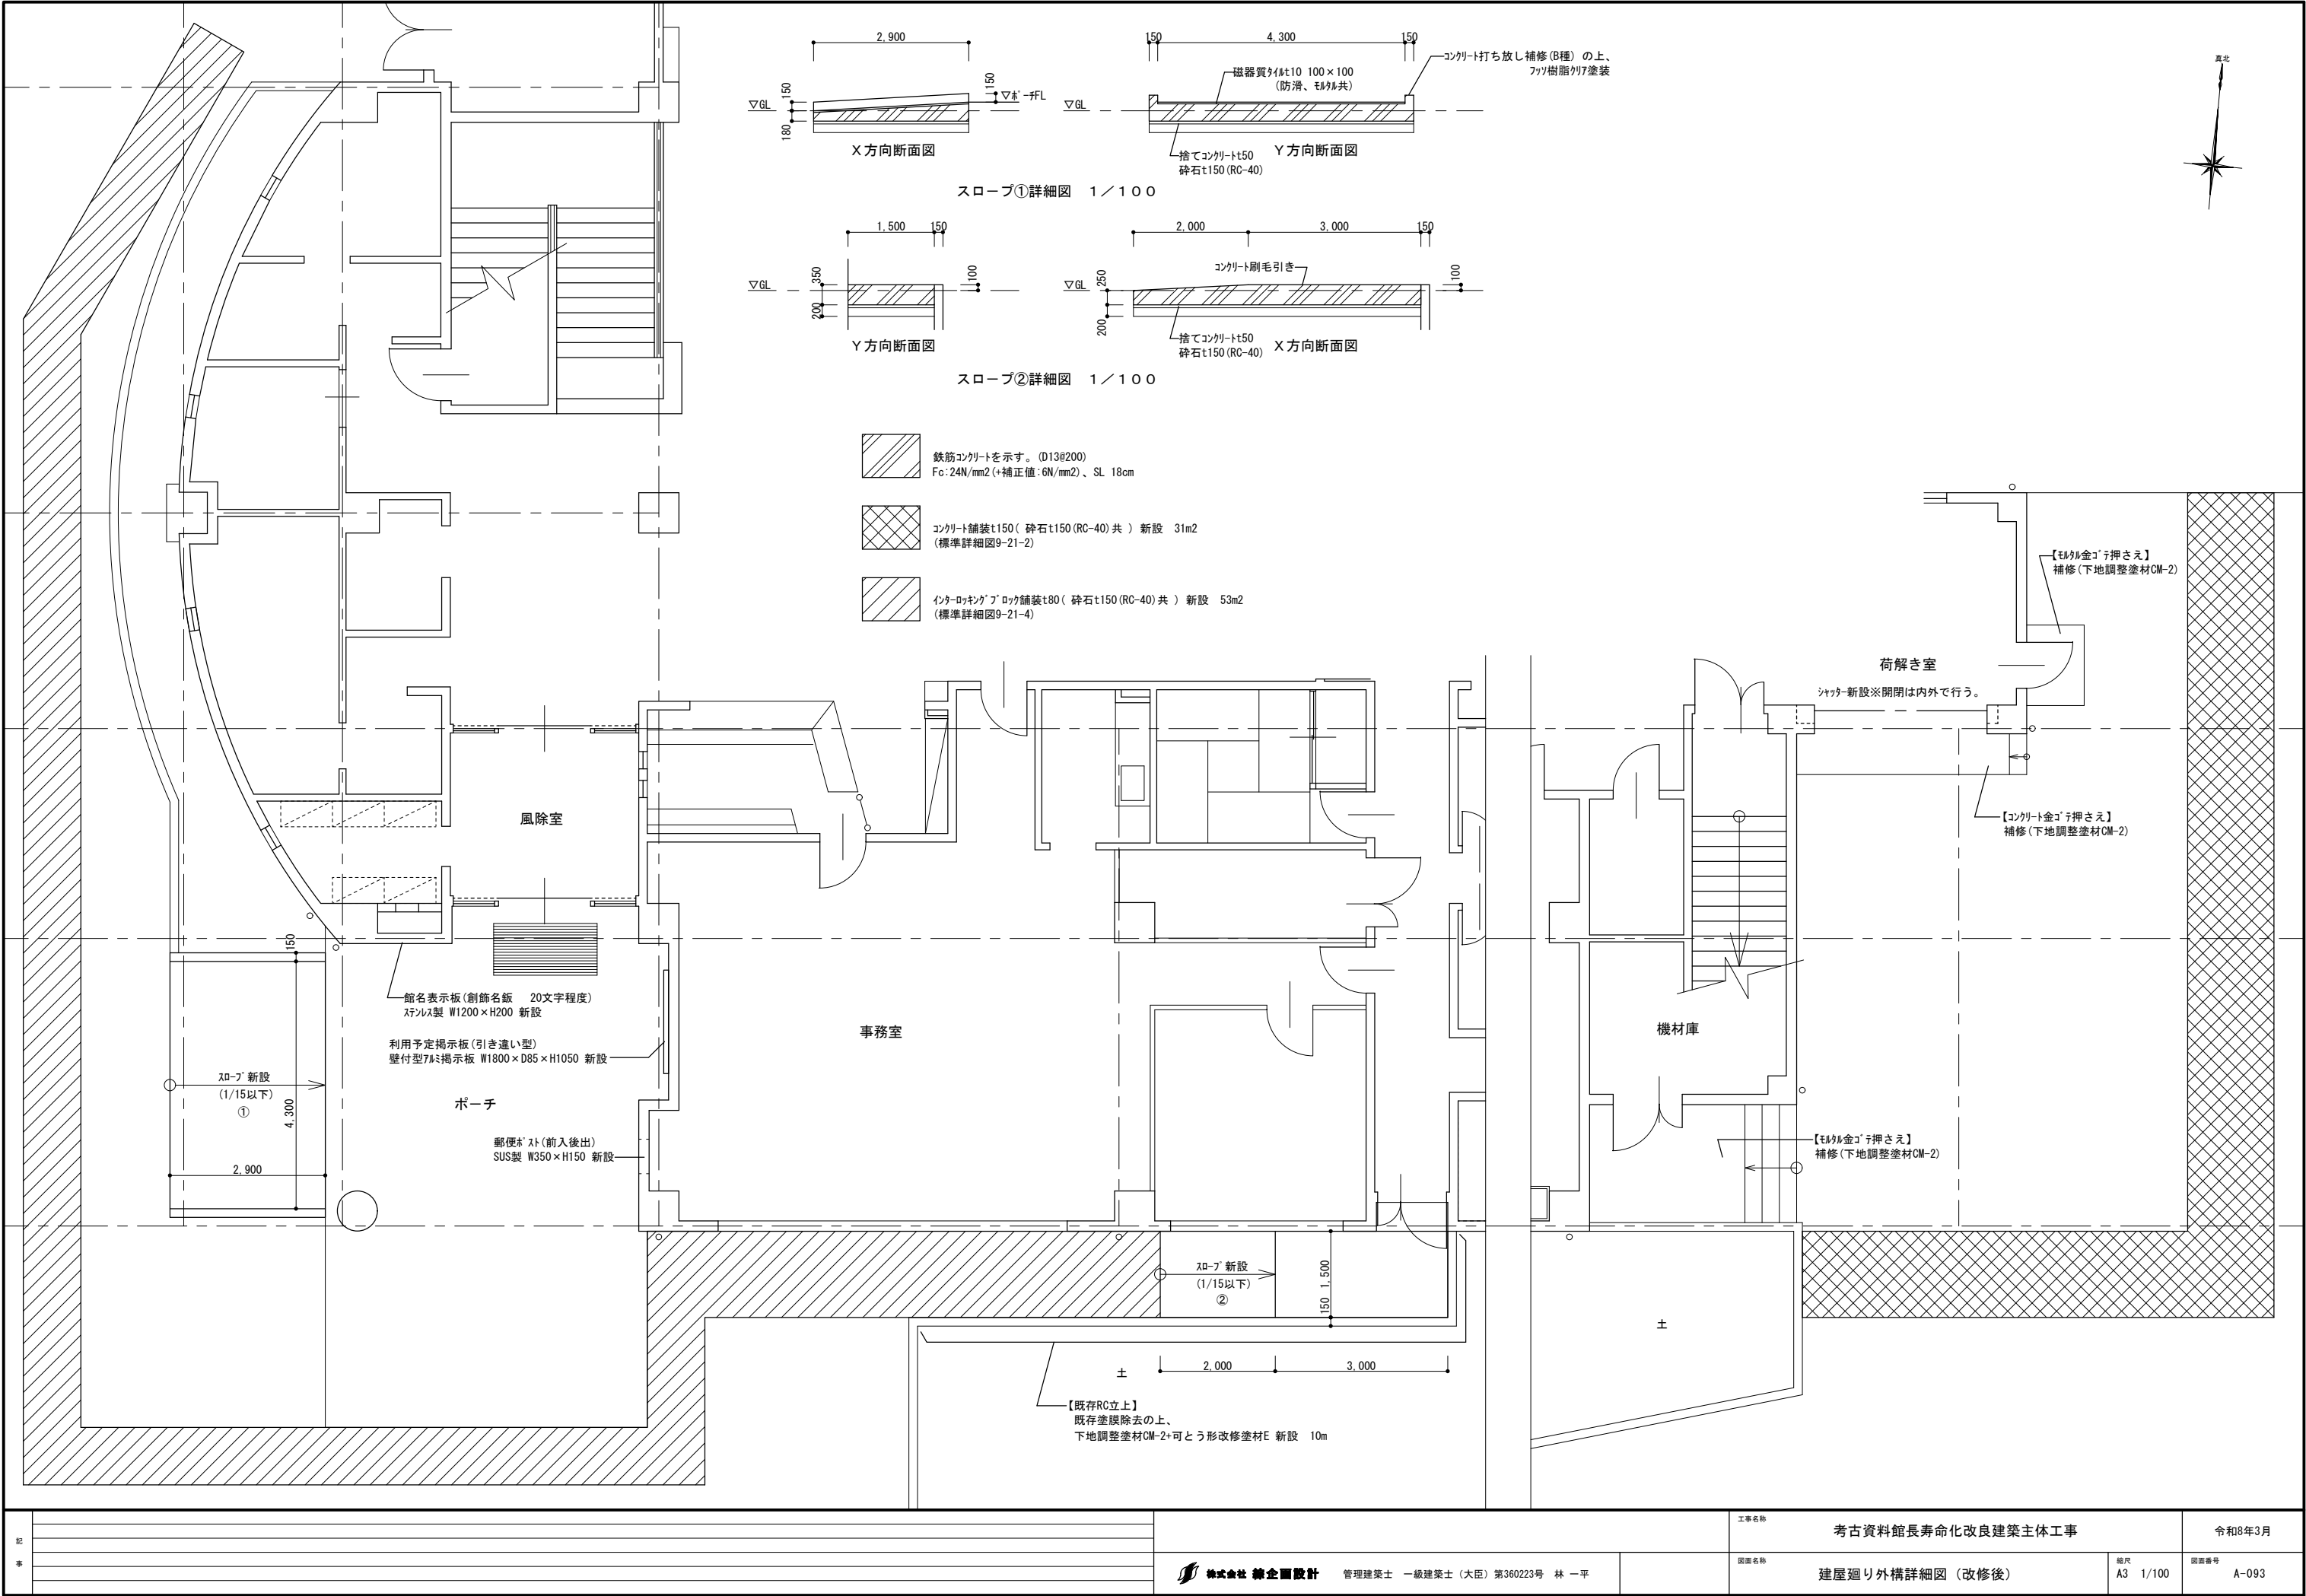 2,900
150
▽ポーチFL
▽GL
150
180
X方向断面図
150
4,300
150
コンクリート打ち放し補修(B種) の上、
フッソ樹脂クリア塗装
磁器質タイルt10 100×100
(防滑、モルタル共)
▽GL
捨てコンクリートt50
砕石t150(RC-40)
Y方向断面図
スロープ①詳細図 1/100
真北
1,500
150
▽GL
350
200
100
Y方向断面図
2,000
3,000
150
コンクリート刷毛引き
▽GL
250
200
100
捨てコンクリートt50
砕石t150(RC-40)
X方向断面図
スロープ②詳細図 1/100
鉄筋コンクリートを示す。(D13@200)
Fc:24N/mm2(+補正値:6N/mm2)、SL 18cm
コンクリート舗装t150( 砕石t150(RC-40)共 ) 新設 31m2
(標準詳細図9-21-2)
インターロッキングブロック舗装t80( 砕石t150(RC-40)共 ) 新設 53m2
(標準詳細図9-21-4)
【モルタル金ゴテ押さえ】
補修(下地調整塗材CM-2)
荷解き室
シャッター新設※開閉は内外で行う。
【コンクリート金ゴテ押さえ】
補修(下地調整塗材CM-2)
風除室
150
館名表示板(創飾名鈑 20文字程度)
ステンレス製 W1200×H200 新設
利用予定掲示板(引き違い型)
壁付型アルミ掲示板 W1800×D85×H1050 新設
事務室
機材庫
スロープ新設
(1/15以下)
①
4,300
2,900
ポーチ
郵便ポスト(前入後出)
SUS製 W350×H150 新設
【モルタル金ゴテ押さえ】
補修(下地調整塗材CM-2)
スロープ新設
(1/15以下)
②
1,500
150
土
土
2,000
3,000
【既存RC立上】
既存塗膜除去の上、
下地調整塗材CM-2+可とう形改修塗材E 新設 10m
記
事
株式会社 綜企画設計
管理建築士 一級建築士(大臣)第360223号 林 一平
工事名称
考古資料館長寿命化改良建築主体工事
令和8年3月
図面名称
建屋廻り外構詳細図(改修後)
縮尺
A3 1/100
図面番号
A-093